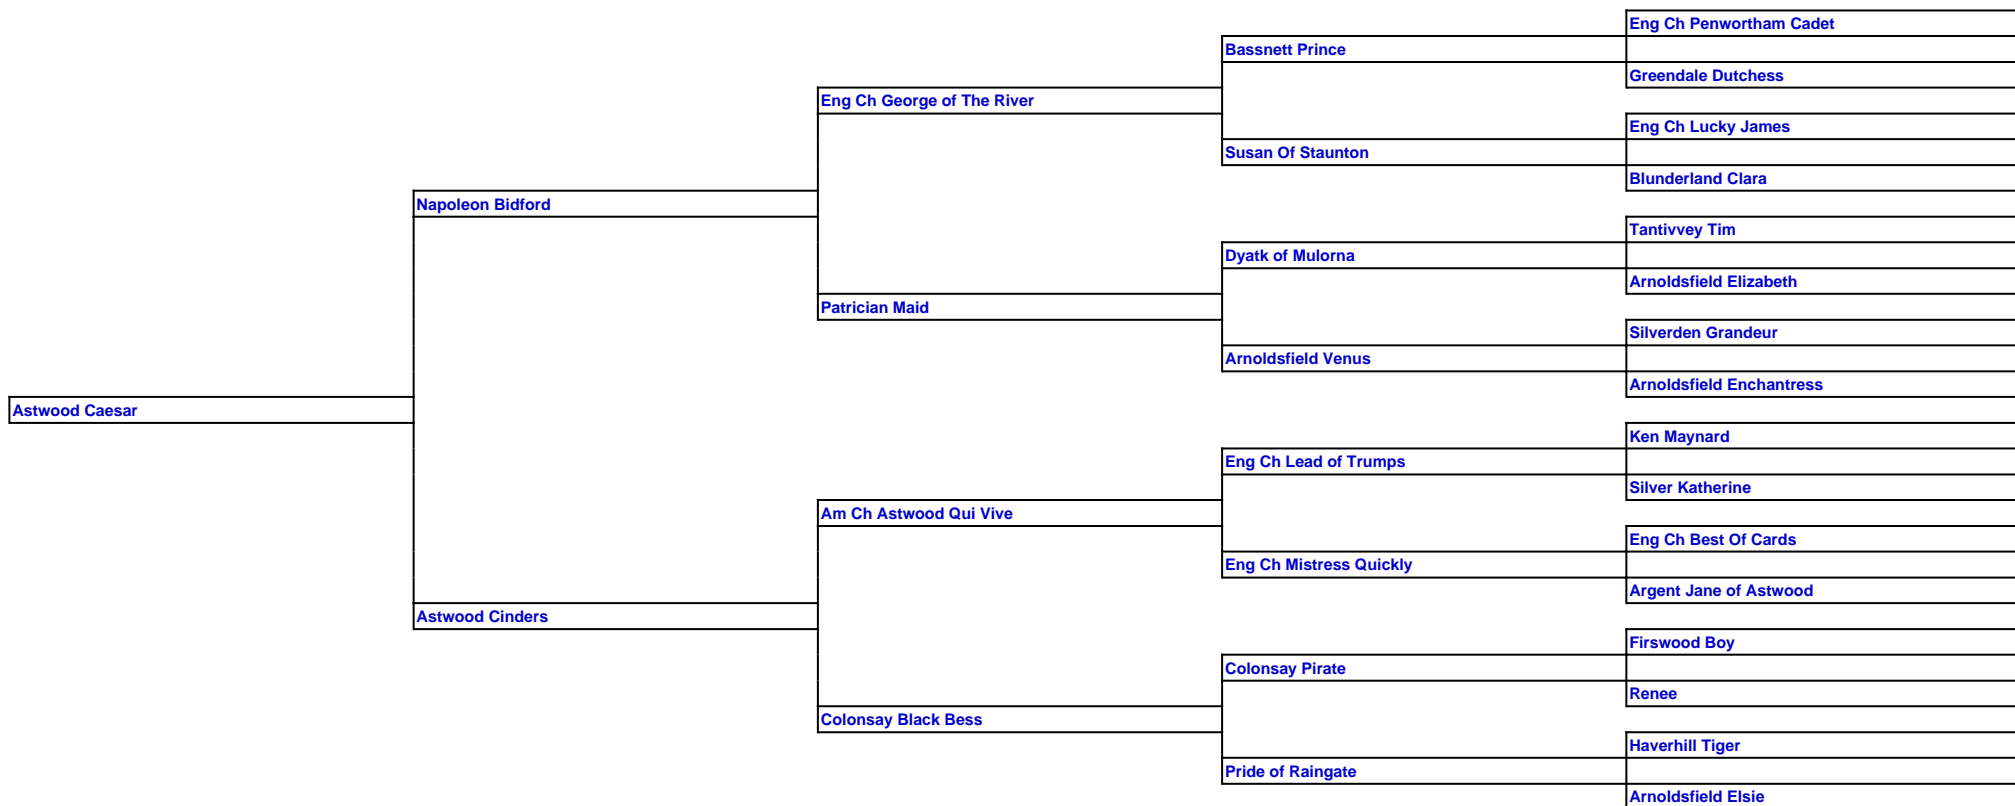 Eng Ch Penwortham Cadet
Bassnett Prince
Greendale Dutchess
Eng Ch George of The River
Eng Ch Lucky James
Susan Of Staunton
Blunderland Clara
Napoleon Bidford
Tantivvey Tim
Dyatk of Mulorna
Arnoldsfield Elizabeth
Patrician Maid
Silverden Grandeur
Arnoldsfield Venus
Arnoldsfield Enchantress
Astwood Caesar
Ken Maynard
Eng Ch Lead of Trumps
Silver Katherine
Am Ch Astwood Qui Vive
Eng Ch Best Of Cards
Eng Ch Mistress Quickly
Argent Jane of Astwood
Astwood Cinders
Firswood Boy
Colonsay Pirate
Renee
Colonsay Black Bess
Haverhill Tiger
Pride of Raingate
Arnoldsfield Elsie